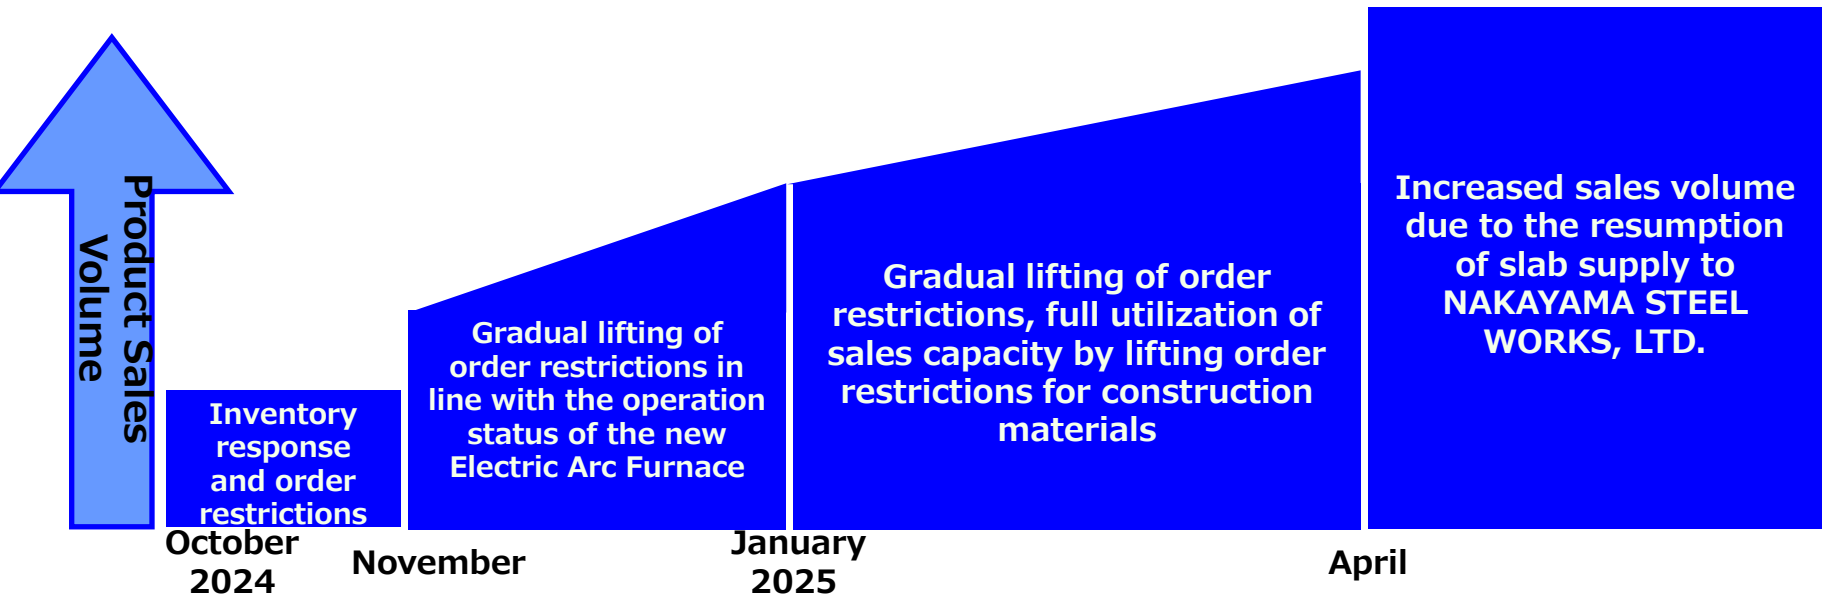 Product Sales
Volume
Inventory
response
and order
restrictions
Gradual lifting of
order restrictions in
line with the operation
status of the new
Electric Arc Furnace
Gradual lifting of order
restrictions, full utilization of
sales capacity by lifting order
restrictions for construction
materials
Increased sales volume
due to the resumption
of slab supply to
NAKAYAMA STEEL
WORKS, LTD.
October
2024
November
January
2025
April